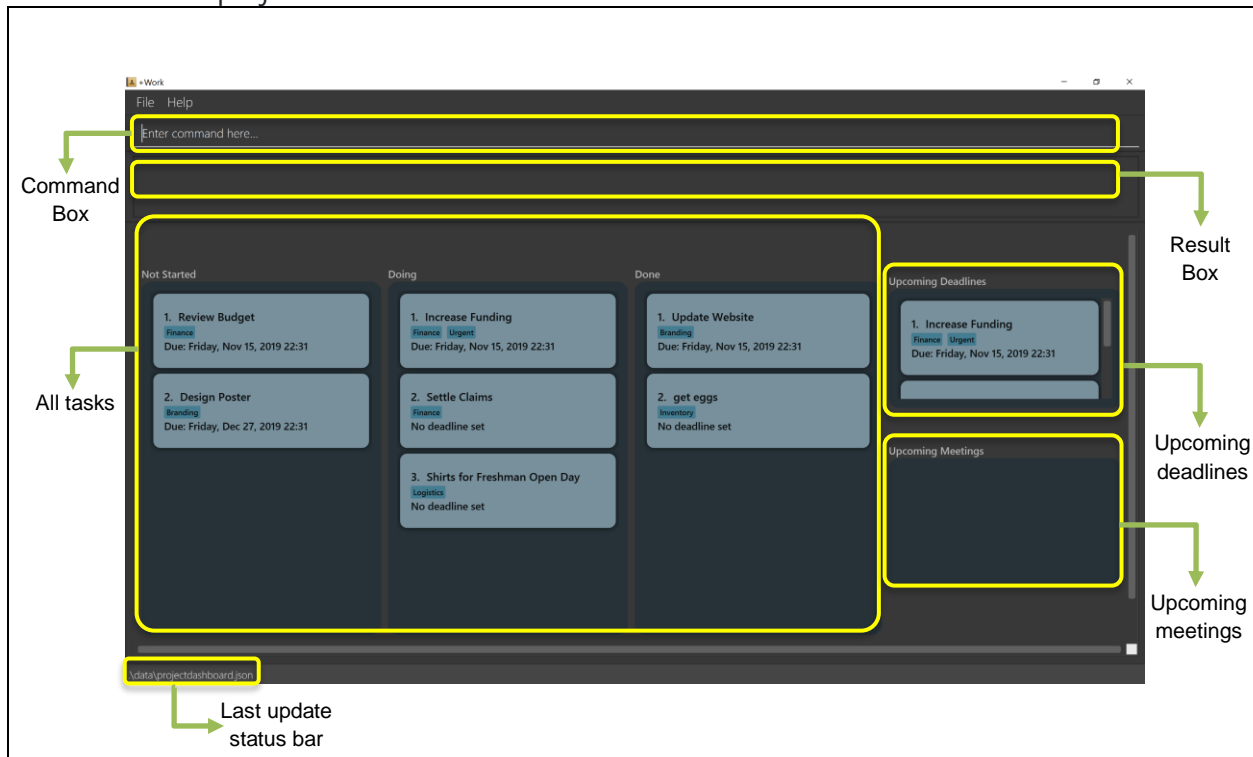 +Work
File Help
Enter command here...
Command
Box
Result
Box
Not Started
1. Review Budget
Finance
Due: Friday, Nov 15, 2019 22:31
2. Design Poster
Branding
Due: Friday, Dec 27, 2019 22:31
Doing
1. Increase Funding
Finance Urgent
Due: Friday, Nov 15, 2019 22:31
2. Settle Claims
Finance
No deadline set
3. Shirts for Freshman Open Day
Logistics
No deadline set
Done
1. Update Website
Branding
Due: Friday, Nov 15, 2019 22:31
2. get eggs
Inventory
No deadline set
Upcoming Deadlines
1. Increase Funding
Finance Urgent
Due: Friday, Nov 15, 2019 22:31
Upcoming Meetings
All tasks
Upcoming
deadlines
Upcoming
meetings
\data\projectdashboard.json
Last update
status bar